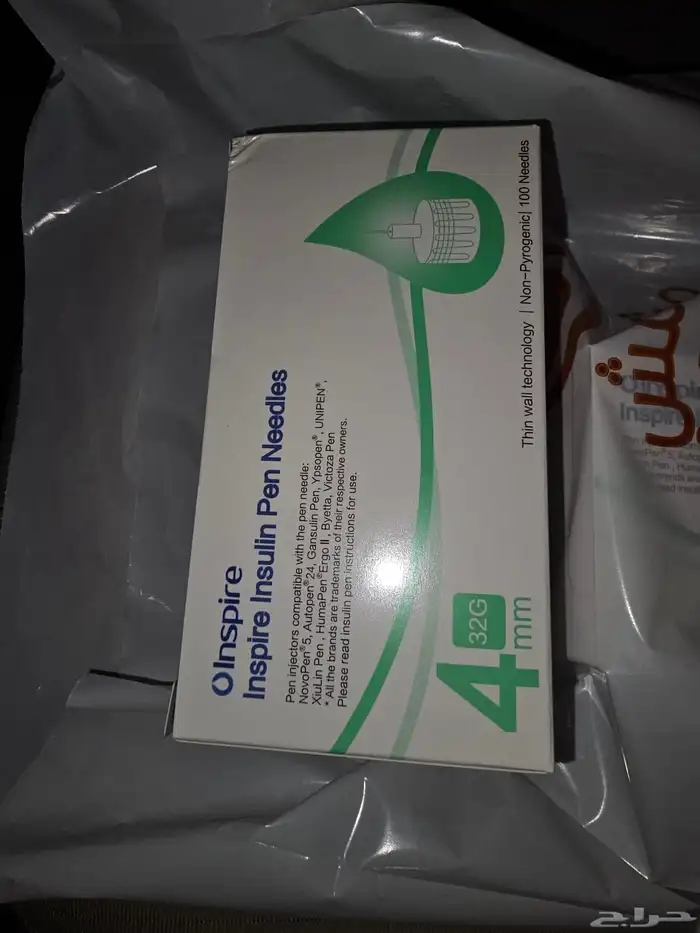 Inspire
Inspire Insulin Pen Needles
Pen injectors compatible with the pen needle:
NovoPen®5, Autopen®24, Gansulin Pen, Ypsopen®, UNIPEN®,
XiuLin Pen, HumaPen®Ergo II, Byetta, Victoza Pen
* All the brands are trademarks of their respective owners.
Please read insulin pen instructions for use.
4mm
32G
Thin wall technology | Non-Pyrogenic| 100 Needles
Inspire
حراج